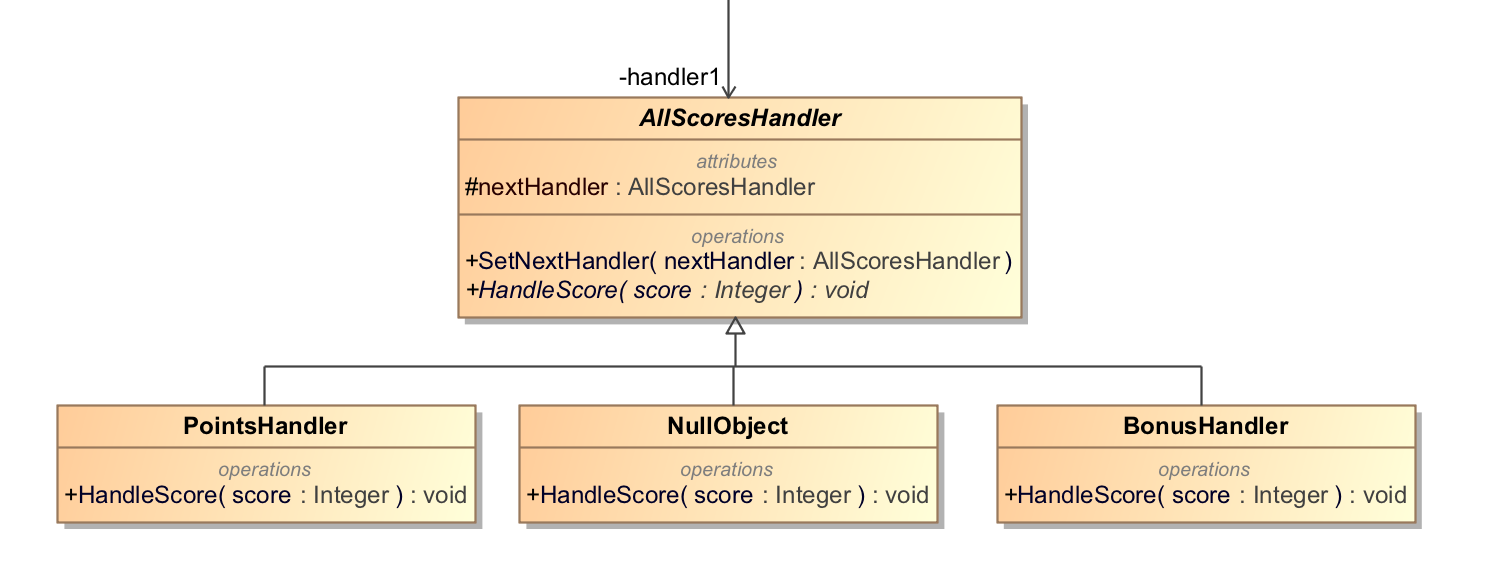 -handler1
AllScoresHandler
attributes
#nextHandler : AllScoresHandler
operations
+SetNextHandler( nextHandler : AllScoresHandler )
+HandleScore( score : Integer ) : void
PointsHandler
operations
+HandleScore( score : Integer ) : void
NullObject
operations
+HandleScore( score : Integer ) : void
BonusHandler
operations
+HandleScore( score : Integer ) : void